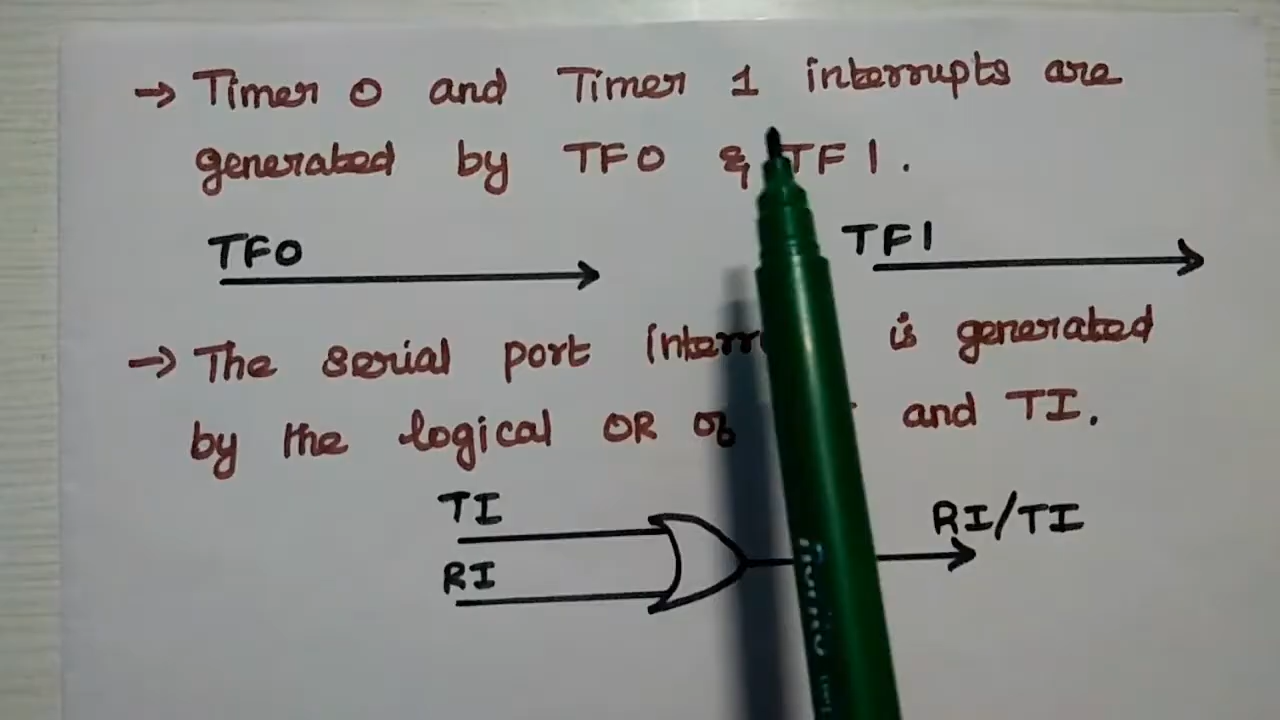 → Timer 0 and Timer 1 interrupts are
generated by TF0 & TF1.
TF0
TF1
→ The serial port is generated
by the logical OR of and TI.
TI
RI/TI
RI